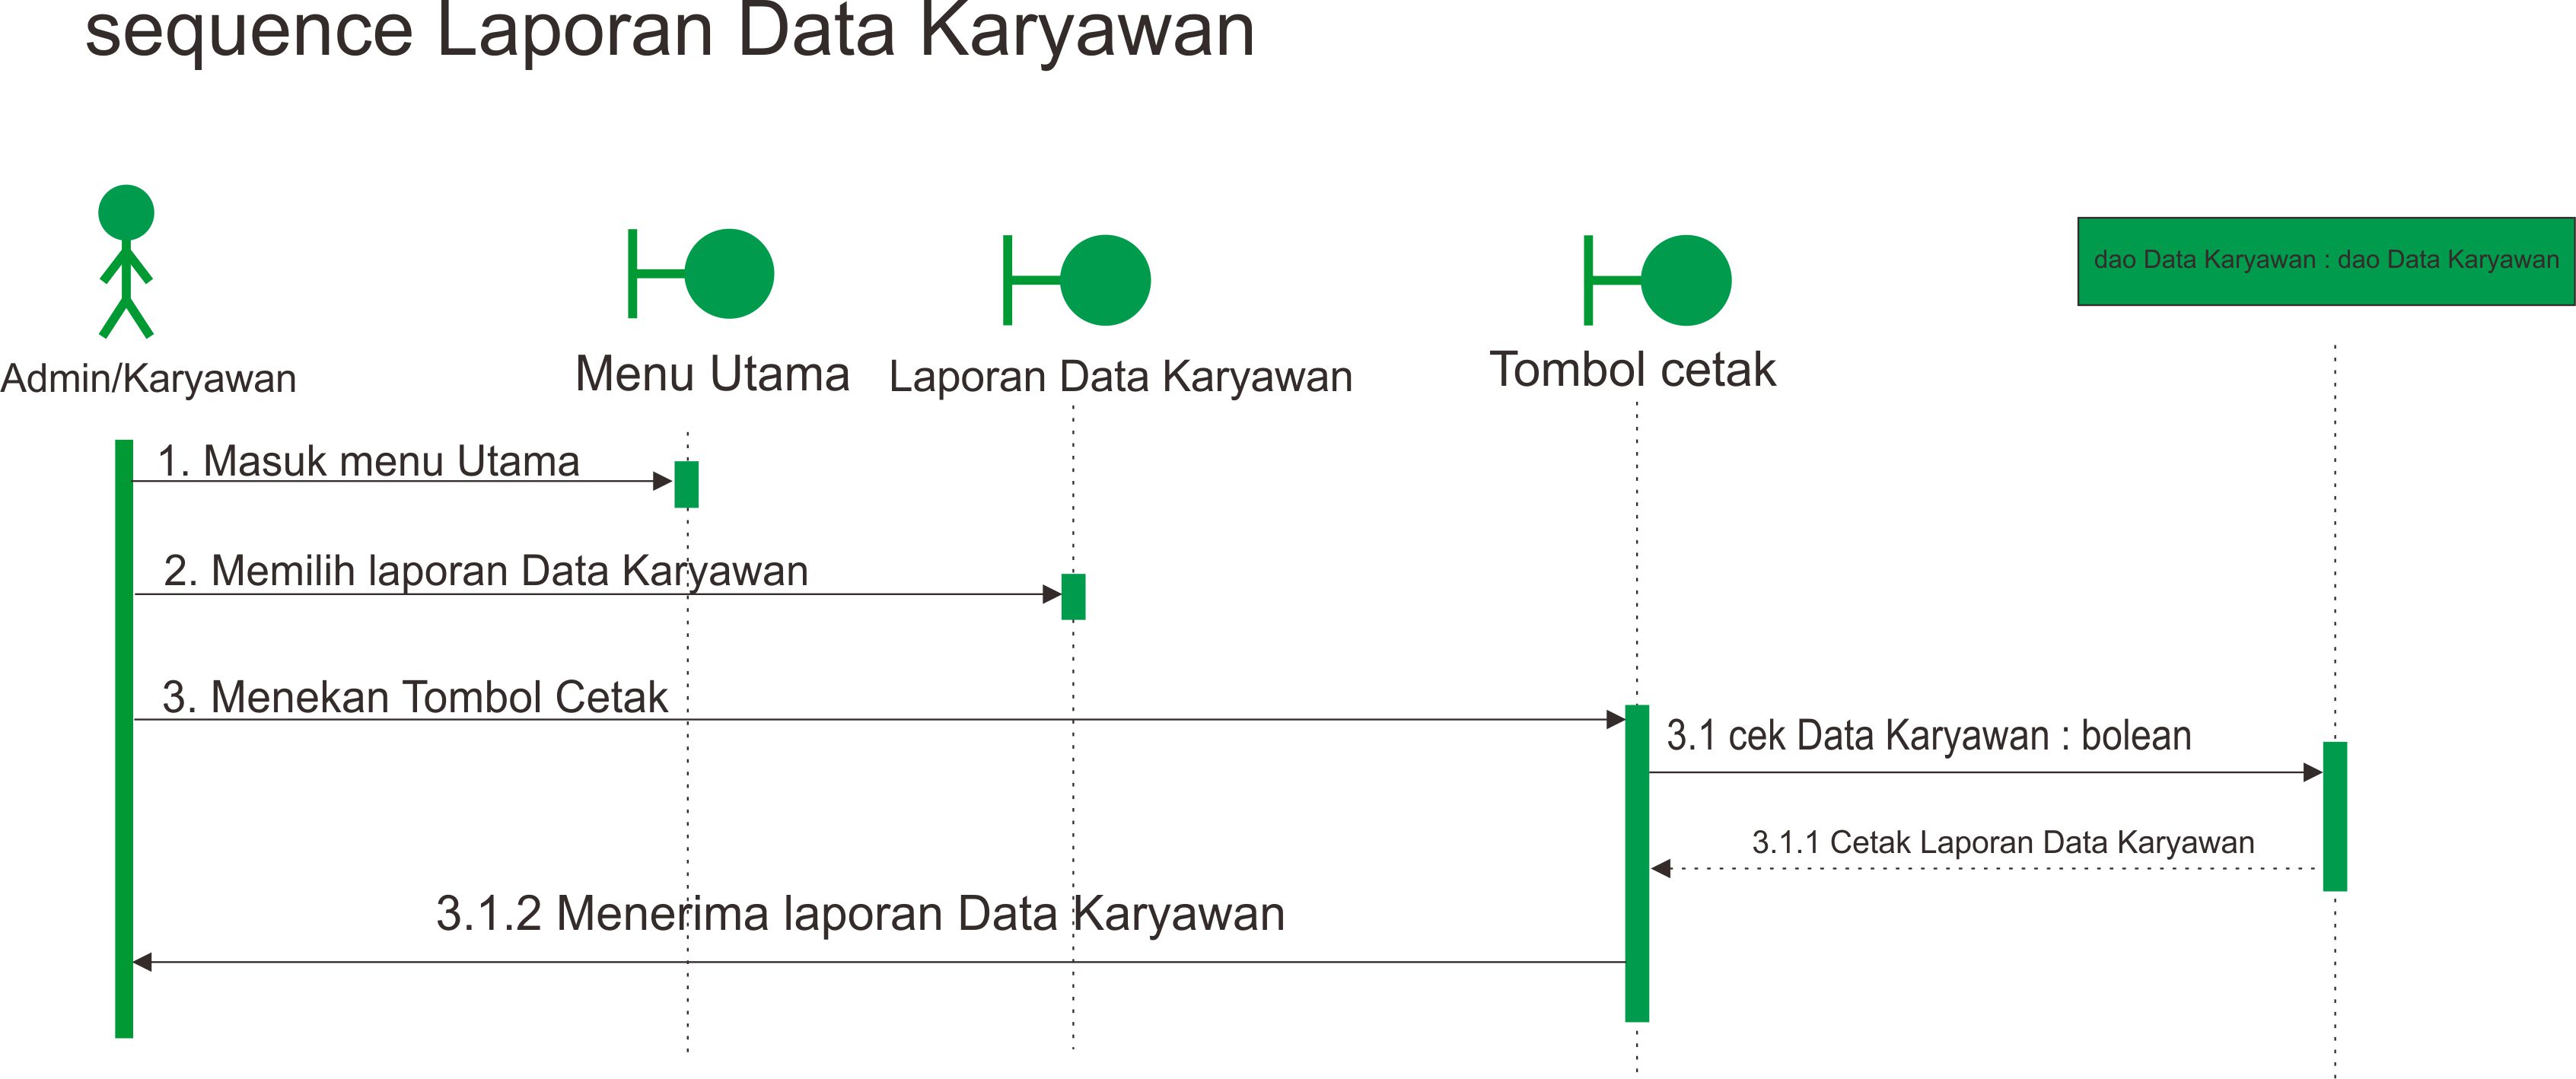 sequence Laporan Data Karyawan
dao Data Karyawan : dao Data Karyawan
Admin/Karyawan
Menu Utama
Laporan Data Karyawan
Tombol cetak
1. Masuk menu Utama
2. Memilih laporan Data Karyawan
3. Menekan Tombol Cetak
3.1 cek Data Karyawan : bolean
3.1.1 Cetak Laporan Data Karyawan
3.1.2 Menerima laporan Data Karyawan